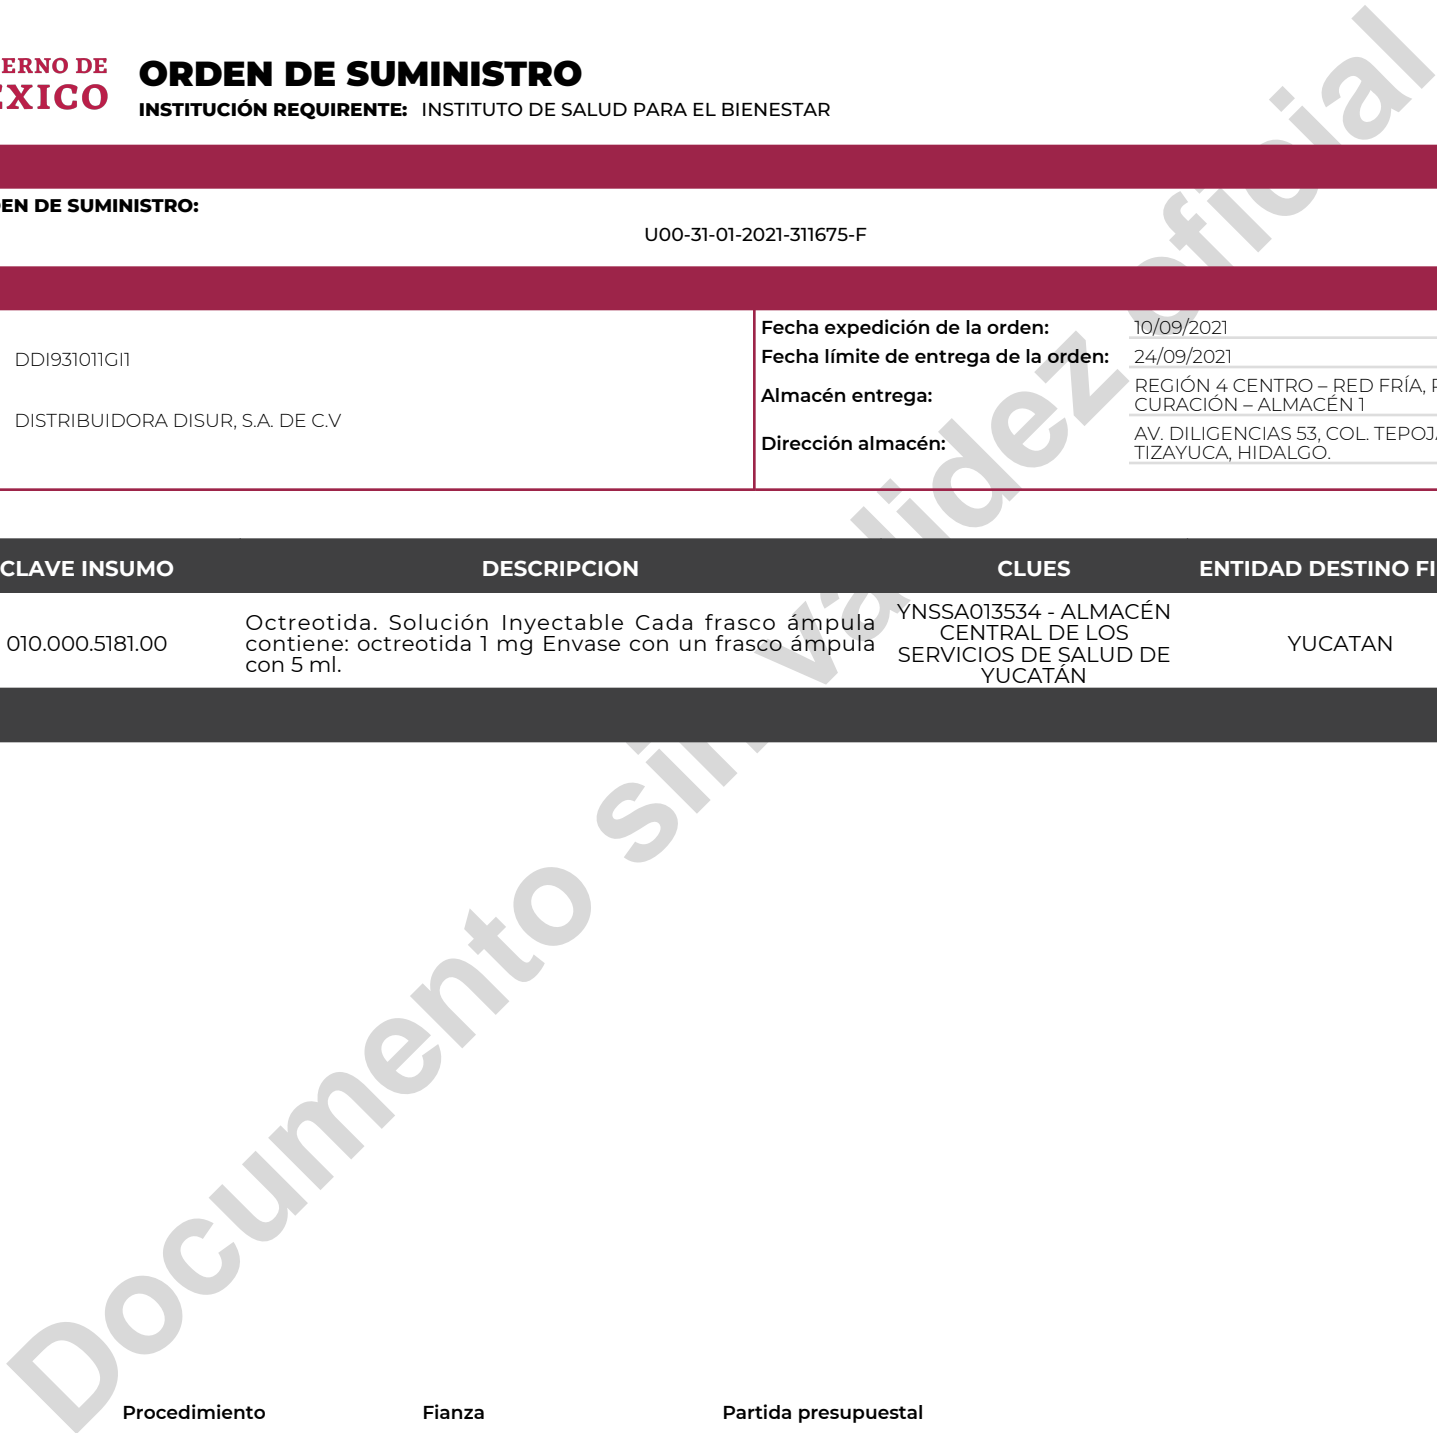 ERNO DE
EXICO
ORDEN DE SUMINISTRO
INSTITUCIÓN REQUIRENTE: INSTITUTO DE SALUD PARA EL BIENESTAR
EN DE SUMINISTRO:
U00-31-01-2021-311675-F
DDI931011GI1
DISTRIBUIDORA DISUR, S.A. DE C.V
Fecha expedición de la orden: 10/09/2021
Fecha límite de entrega de la orden: 24/09/2021
Almacén entrega: REGIÓN 4 CENTRO – RED FRÍA,
CURACIÓN – ALMACÉN 1
Dirección almacén: AV. DILIGENCIAS 53, COL. TEPOJ
TIZAYUCA, HIDALGO.
CLAVE INSUMO DESCRIPCION CLUES ENTIDAD DESTINO FI
010.000.5181.00
Octreotida. Solución Inyectable Cada frasco ámpula
contiene: octreotida 1 mg Envase con un frasco ámpula
con 5 ml.
YNSSA013534 - ALMACÉN
CENTRAL DE LOS
SERVICIOS DE SALUD DE
YUCATÁN
YUCATAN
Documento sin validez oficial
Procedimiento Fianza Partida presupuestal